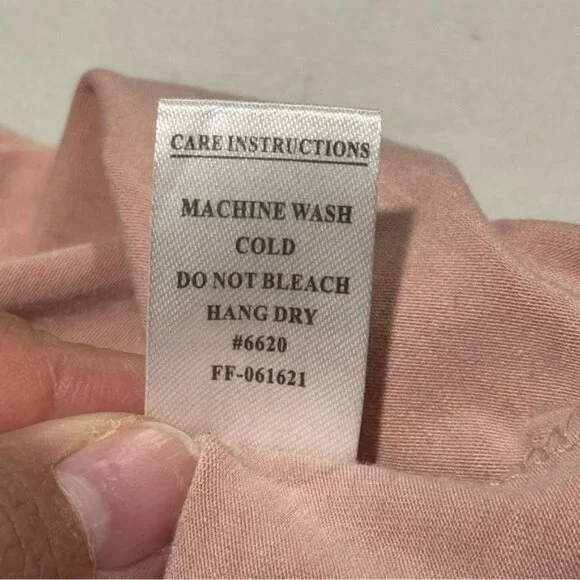 CARE INSTRUCTIONS
MACHINE WASH
COLD
DO NOT BLEACH
HANG DRY
#6620
FF-061621